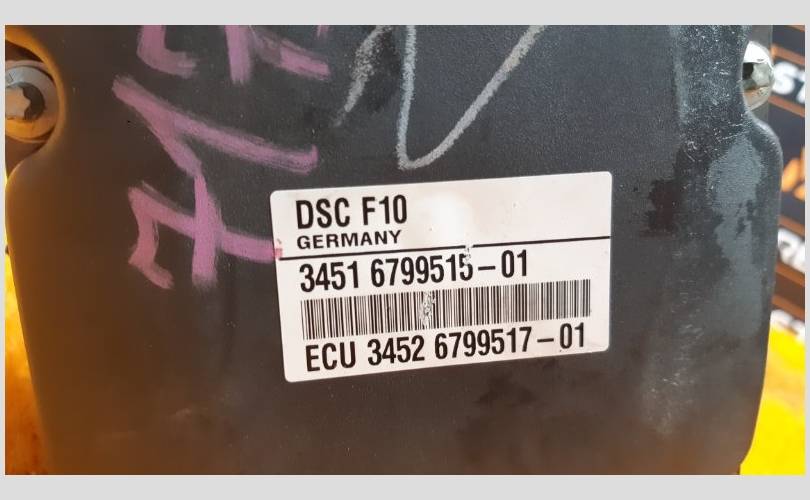 DSC F10
GERMANY
3451 6799515-01
ECU 3452 6799517-01